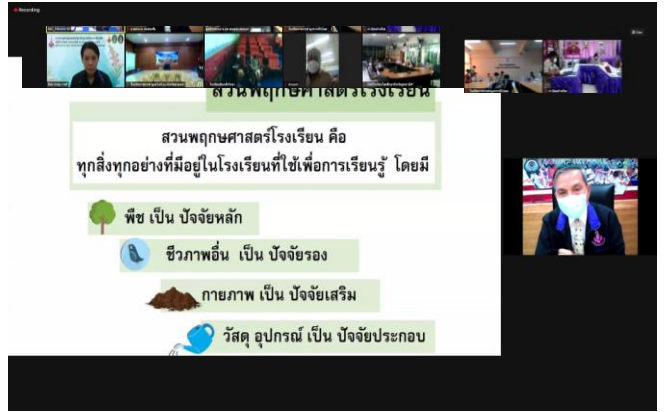 Recording
View
สวนพฤกษศาสตร์โรงเรียน
สวนพฤกษศาสตร์โรงเรียน คือ
ทุกสิ่งทุกอย่างที่มีอยู่ในโรงเรียนที่ใช้เพื่อการเรียนรู้ โดยมี
พืช เป็น ปัจจัยหลัก
ชีวภาพอื่น เป็น ปัจจัยรอง
กายภาพ เป็น ปัจจัยเสริม
วัสดุ อุปกรณ์ เป็น ปัจจัยประกอบ